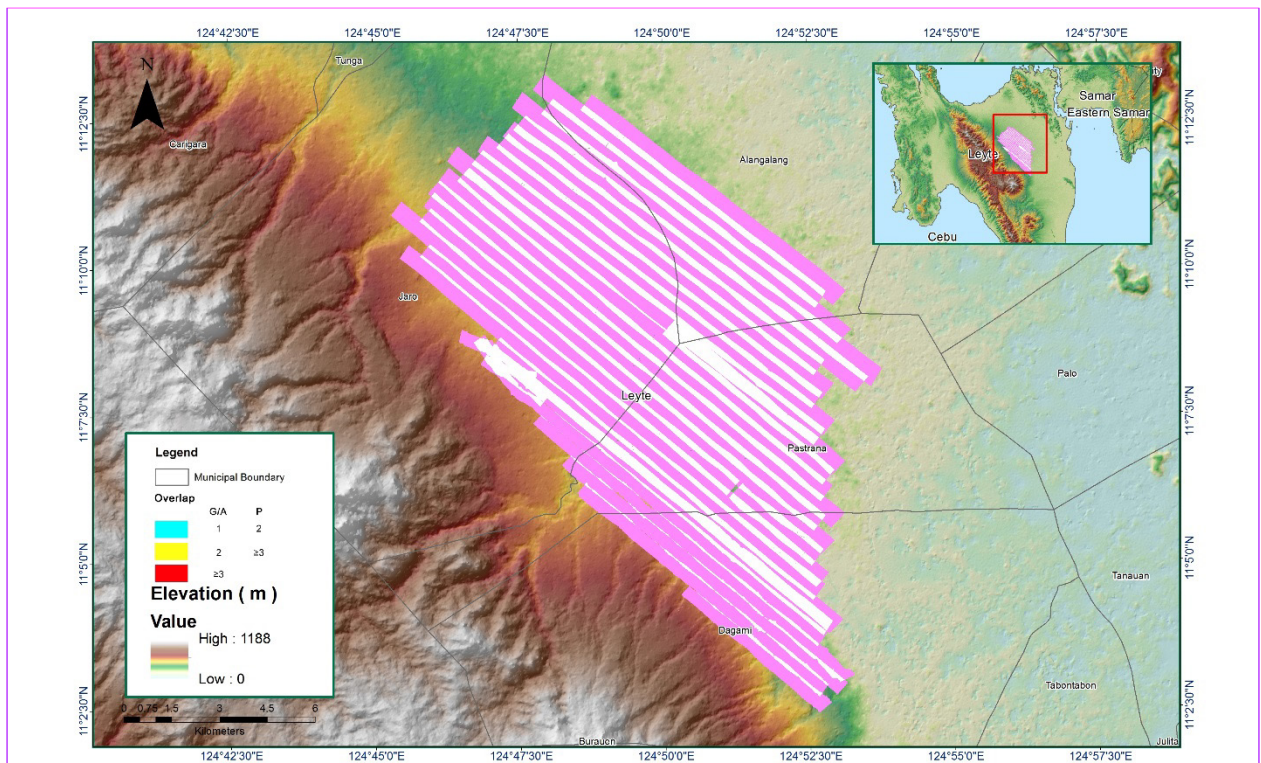 124°42'30"E 124°45'0"E 124°47'30"E 124°50'0"E 124°52'30"E 124°55'0"E 124°57'30"E
Tunga
N
Samar
Eastern Samar
11°12'30"N
11°12'30"N
Carigara
Alangalang
Leyte
Cebu
11°10'0"N
11°10'0"N
Jaro
Palo
Leyte
11°7'30"N
11°7'30"N
Pastrana
Legend
Municipal Boundary
Overlap
G/A P
1 2
2 ≥3
≥3
Elevation ( m )
Value
High : 1188
Low : 0
11°5'0"N
11°5'0"N
Tanauan
Dagami
Tabontabon
11°2'30"N
11°2'30"N
0 0.75 1.5 3 4.5 6
Kilometers
Burauen
Julita
124°42'30"E 124°45'0"E 124°47'30"E 124°50'0"E 124°52'30"E 124°55'0"E 124°57'30"E